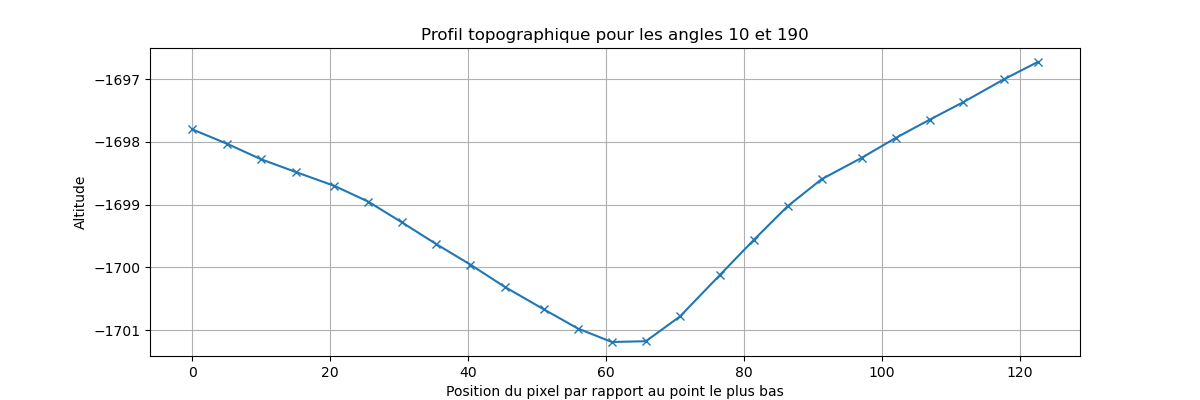 Profil topographique pour les angles 10 et 190
Altitude
−1697
−1698
−1699
−1700
−1701
0 20 40 60 80 100 120
Position du pixel par rapport au point le plus bas